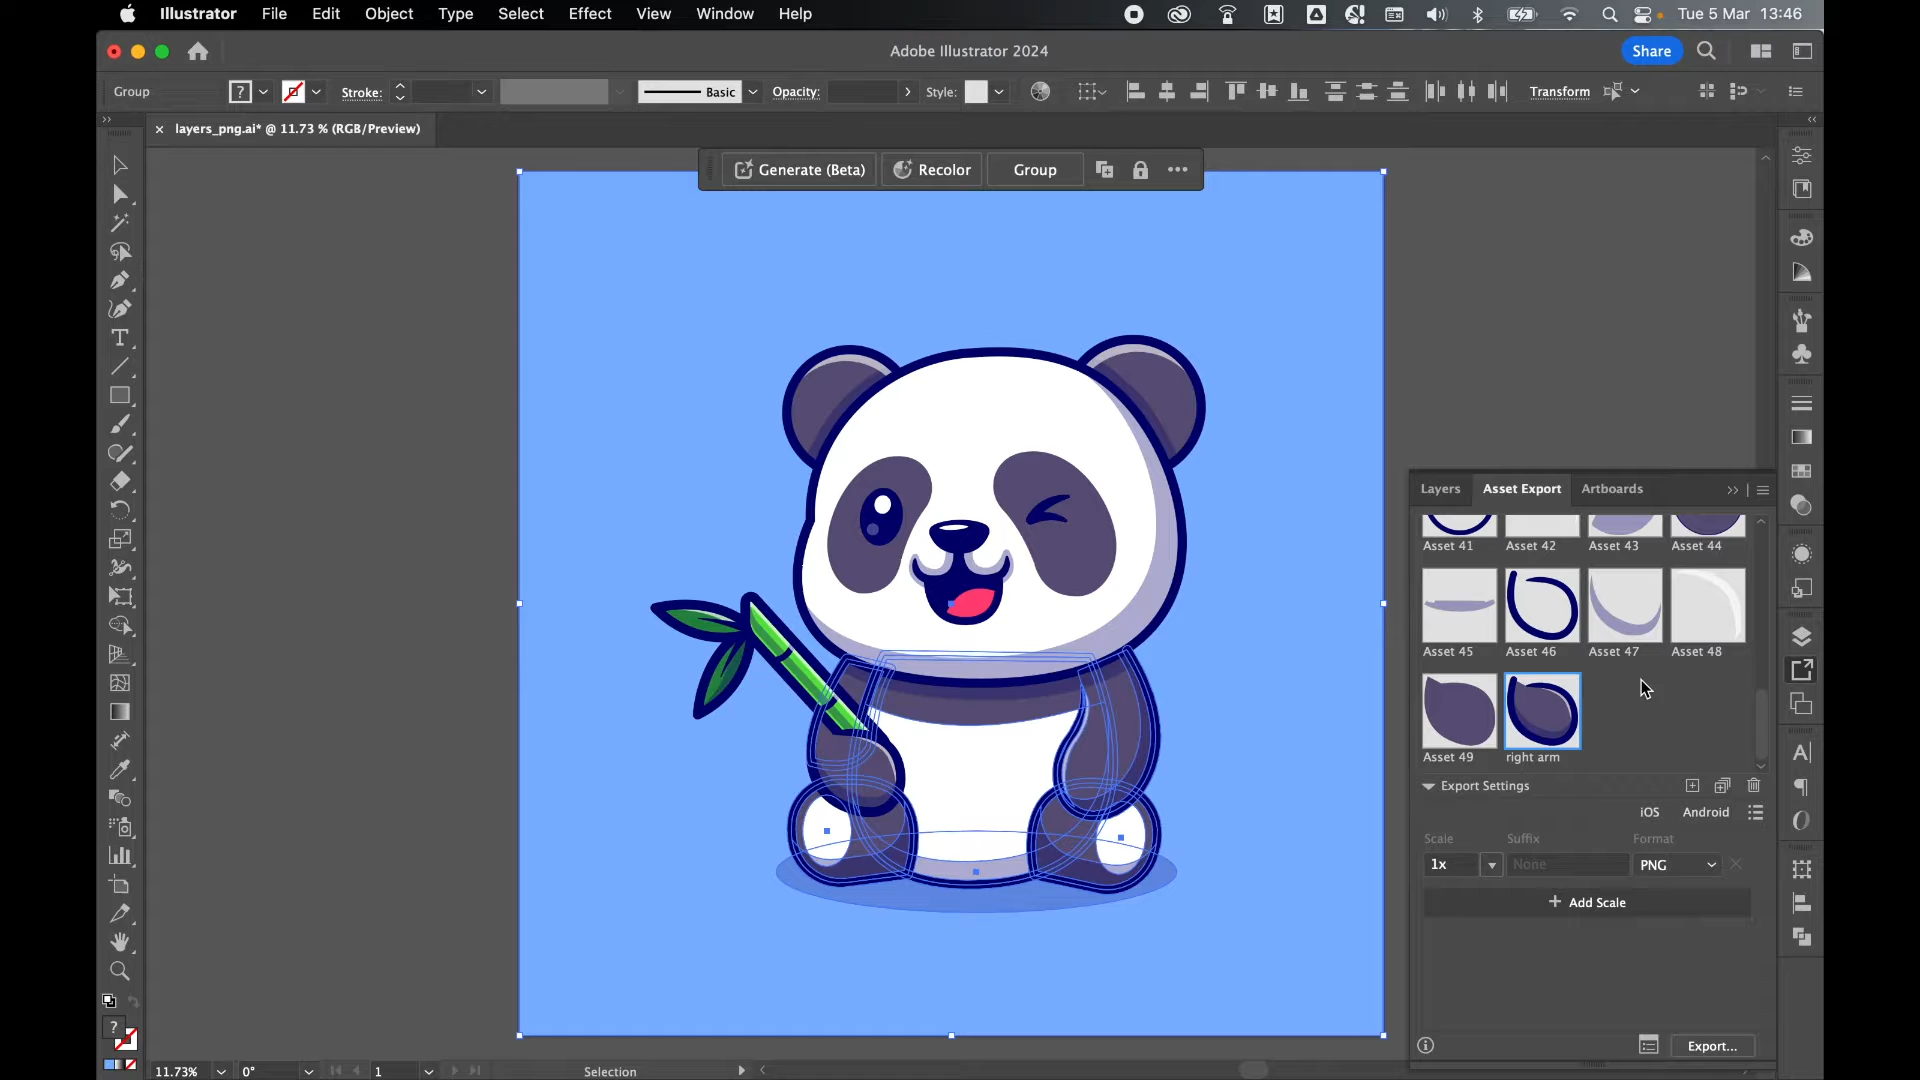 Illustrator File Edit Object Type Select Effect View Window Help Tue 5 Mar 13:46
Adobe Illustrator 2024 Share
Group ? Stroke: Basic Opacity: Style: Transform
× layers_png.ai* @ 11.73 % (RGB/Preview)
Generate (Beta) Recolor Group
Layers Asset Export Artboards
Asset 41 Asset 42 Asset 43 Asset 44
Asset 45 Asset 46 Asset 47 Asset 48
Asset 49 right arm
Export Settings
iOS Android
Scale Suffix Format
1x None PNG
+ Add Scale
Export...
11.73% 0° 1 Selection